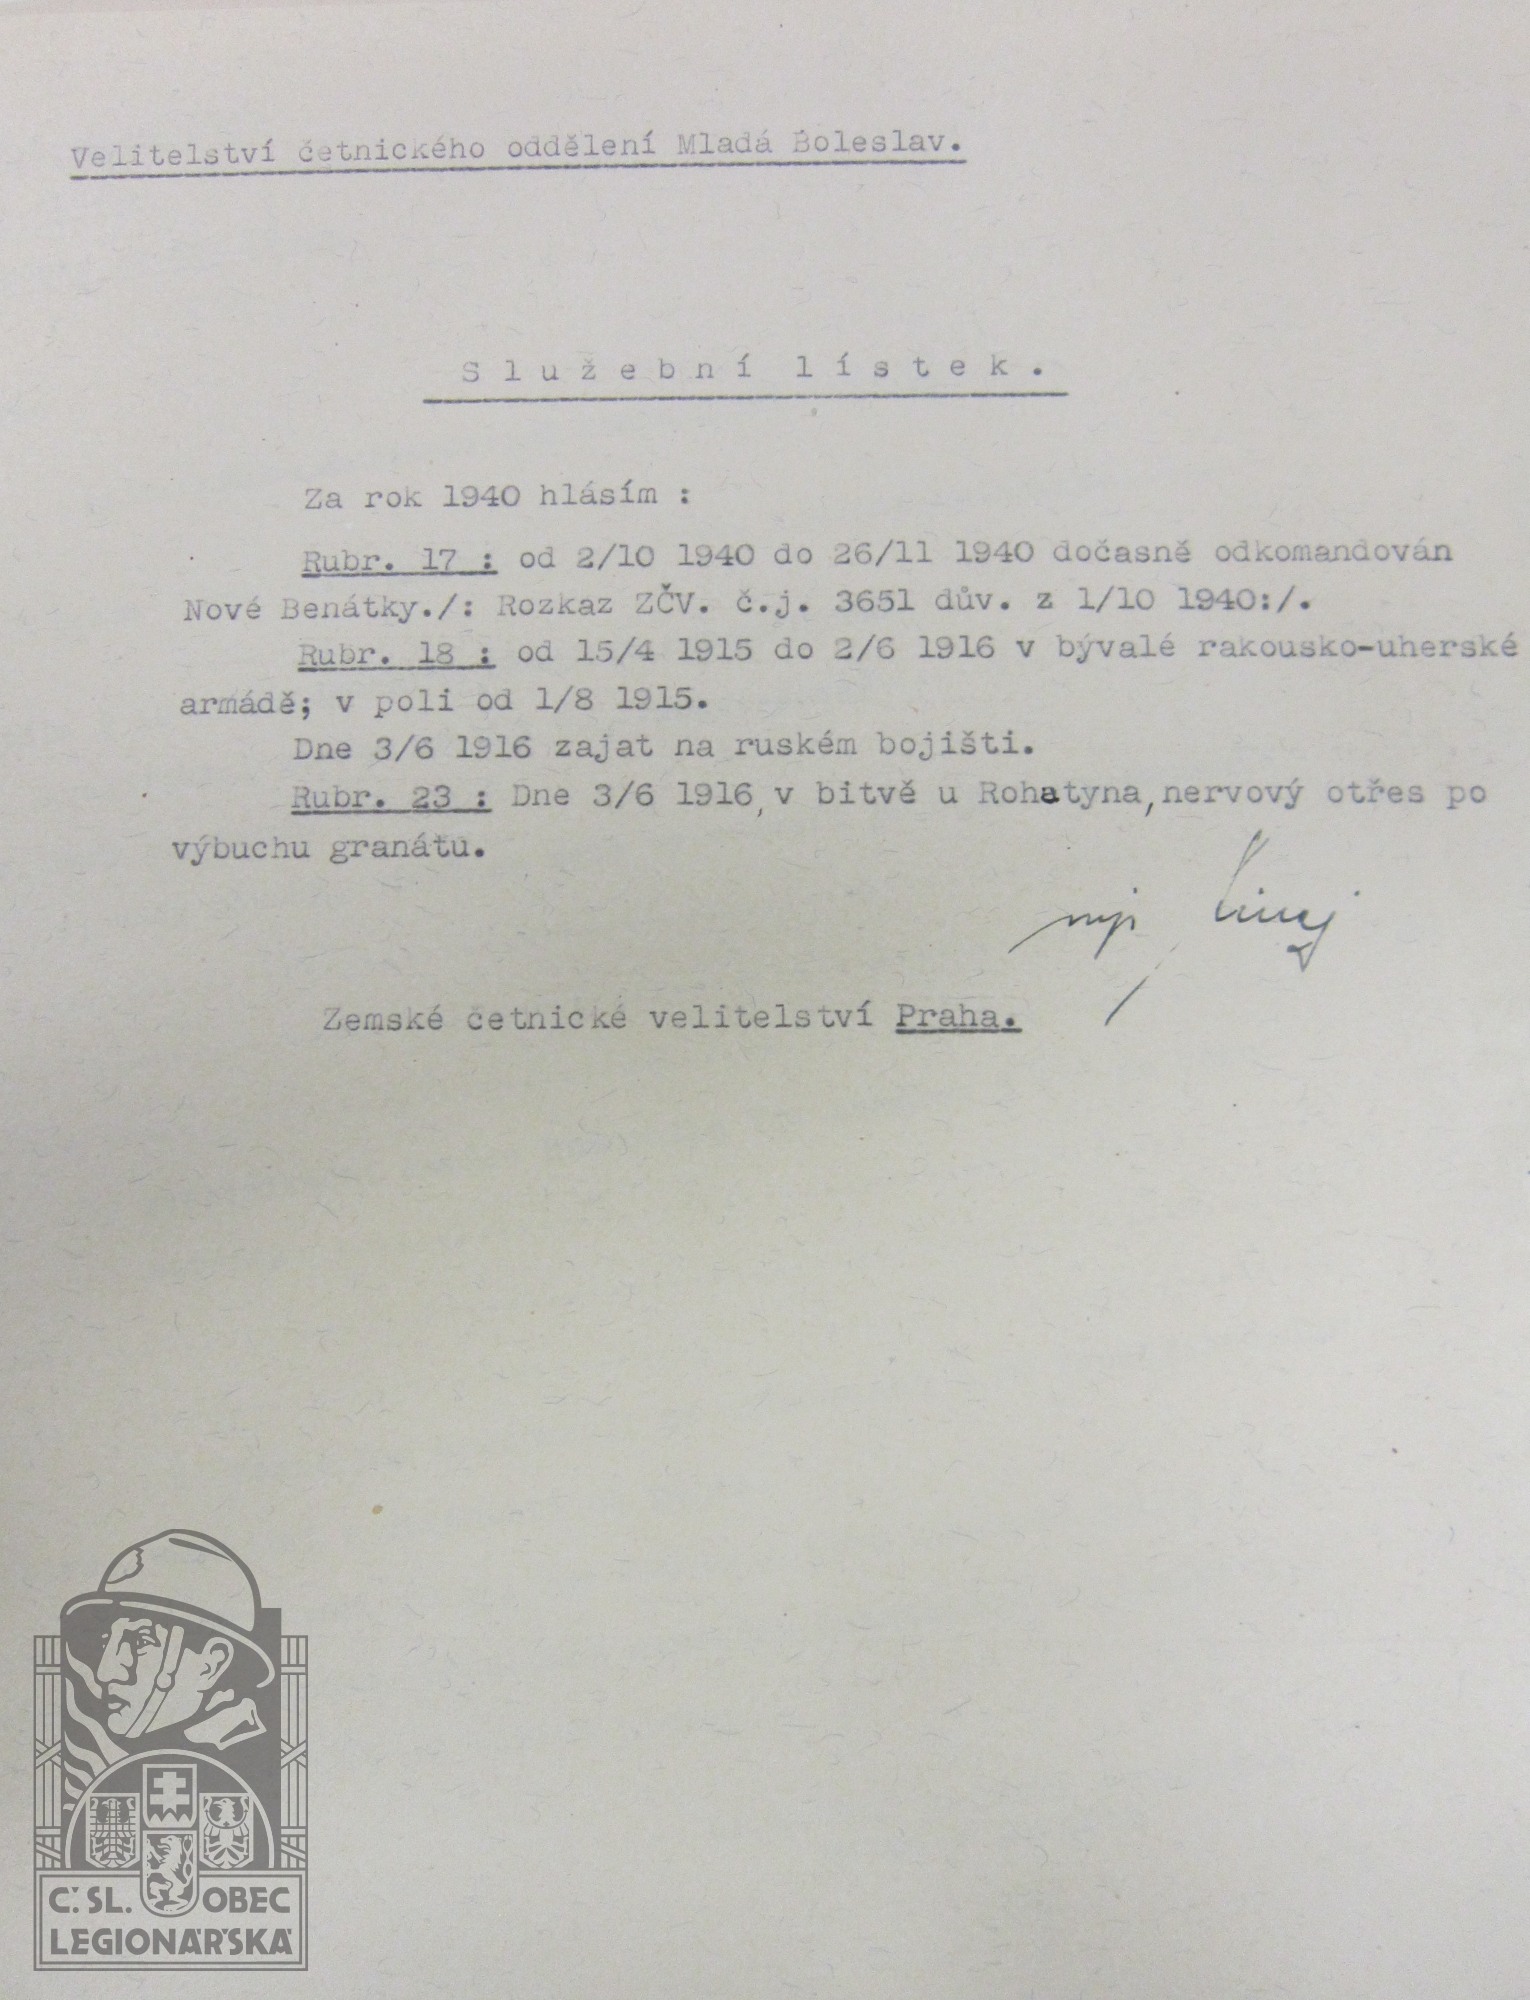 Velitelství četnického oddělení Mladá Boleslav.
Služební lístek.
Za rok 1940 hlásím :
Rubr. 17 : od 2/10 1940 do 26/11 1940 dočasně odkomandován
Nové Benátky./: Rozkaz ZČV. č.j. 3651 dův. z 1/10 1940:/.
Rubr. 18 : od 15/4 1915 do 2/6 1916 v bývalé rakousko-uherské
armádě; v poli od 1/8 1915.
Dne 3/6 1916 zajat na ruském bojišti.
Rubr. 23 : Dne 3/6 1916, v bitvě u Rohatyna, nervový otřes po
výbuchu granátu.
Zemské četnické velitelství Praha.
Č.SL. OBEC
LEGIONÁŘSKÁ